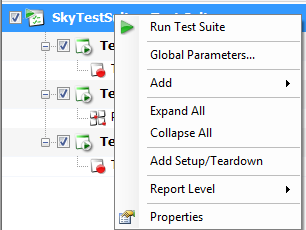 SkyTestSuite
Run Test Suite
Global Parameters...
Add
Expand All
Collapse All
Add Setup/Teardown
Report Level
Properties